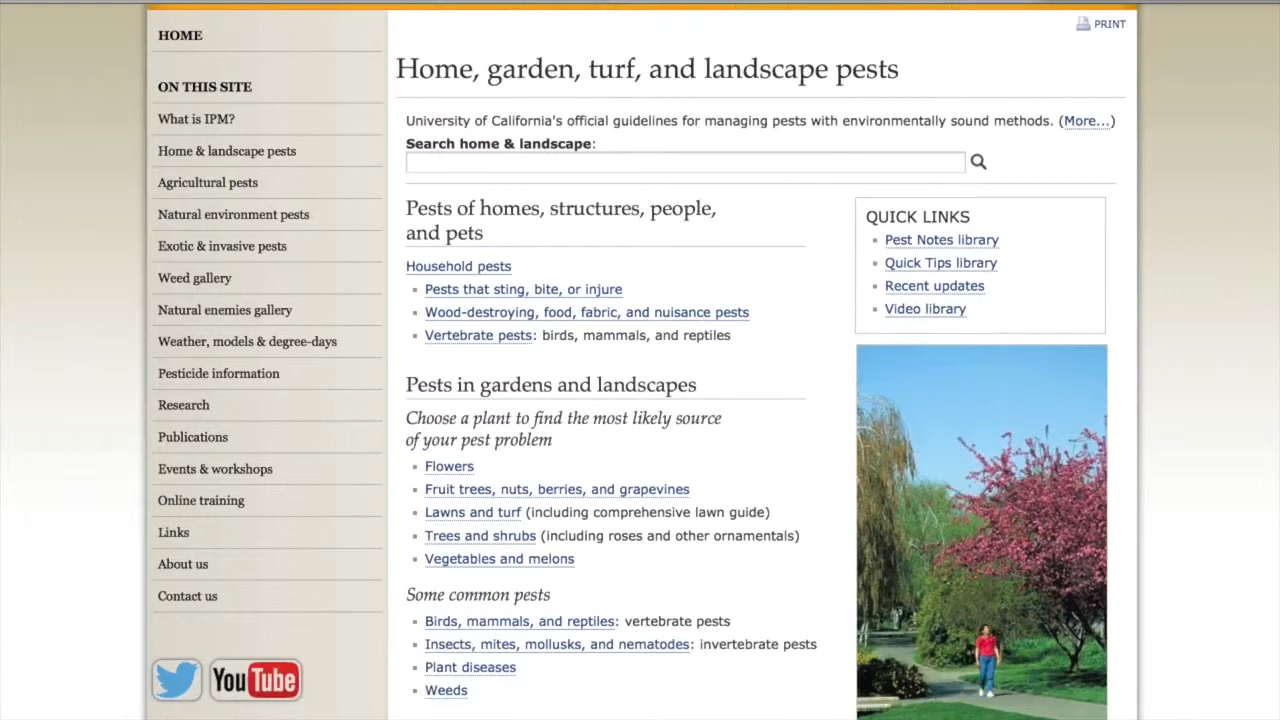 HOME
ON THIS SITE
What is IPM?
Home & landscape pests
Agricultural pests
Natural environment pests
Exotic & invasive pests
Weed gallery
Natural enemies gallery
Weather, models & degree-days
Pesticide information
Research
Publications
Events & workshops
Online training
Links
About us
Contact us
YouTube
PRINT
Home, garden, turf, and landscape pests
University of California's official guidelines for managing pests with environmentally sound methods. (More...)
Search home & landscape:
Pests of homes, structures, people,
and pets
Household pests
Pests that sting, bite, or injure
Wood-destroying, food, fabric, and nuisance pests
Vertebrate pests: birds, mammals, and reptiles
Pests in gardens and landscapes
Choose a plant to find the most likely source
of your pest problem
Flowers
Fruit trees, nuts, berries, and grapevines
Lawns and turf (including comprehensive lawn guide)
Trees and shrubs (including roses and other ornamentals)
Vegetables and melons
Some common pests
Birds, mammals, and reptiles: vertebrate pests
Insects, mites, mollusks, and nematodes: invertebrate pests
Plant diseases
Weeds
QUICK LINKS
Pest Notes library
Quick Tips library
Recent updates
Video library